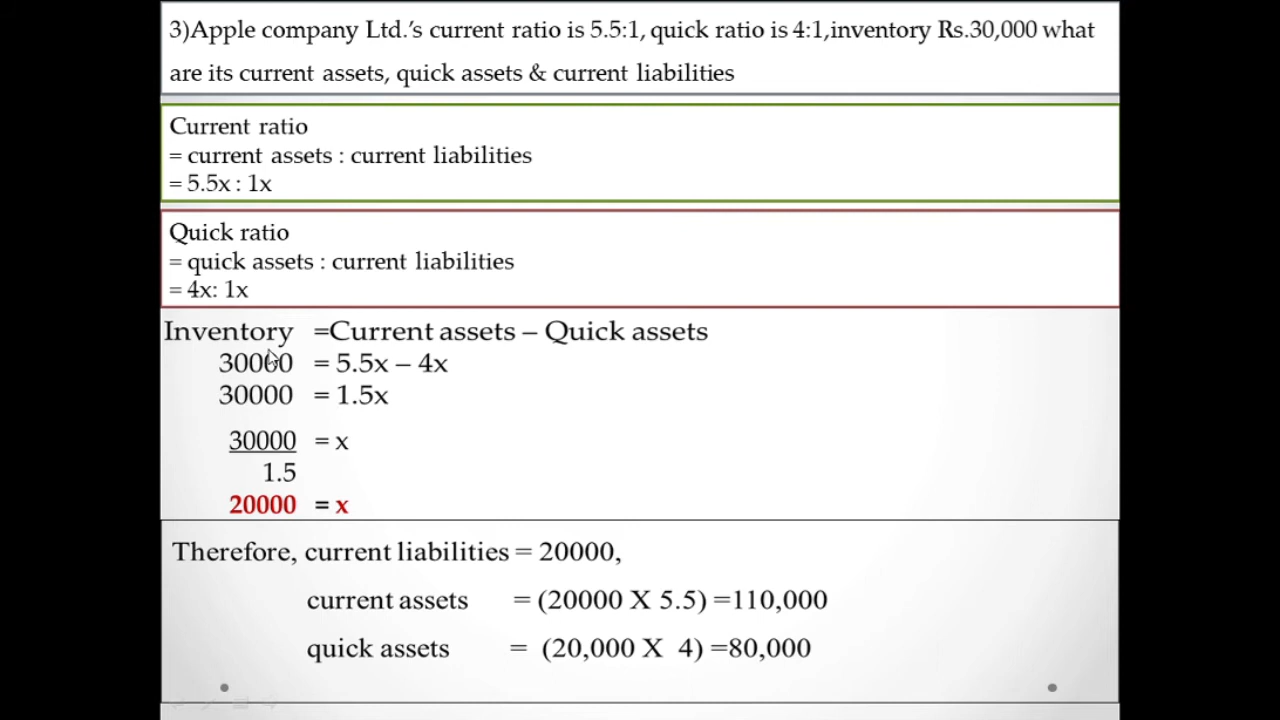 3)Apple company Ltd.'s current ratio is 5.5:1, quick ratio is 4:1,inventory Rs.30,000 what
are its current assets, quick assets & current liabilities
Current ratio
= current assets : current liabilities
= 5.5x : 1x
Quick ratio
= quick assets : current liabilities
= 4x: 1x
Inventory =Current assets – Quick assets
30000 = 5.5x – 4x
30000 = 1.5x
30000 = x
1.5
20000 = x
Therefore, current liabilities = 20000,
current assets = (20000 X 5.5) =110,000
quick assets = (20,000 X 4) =80,000